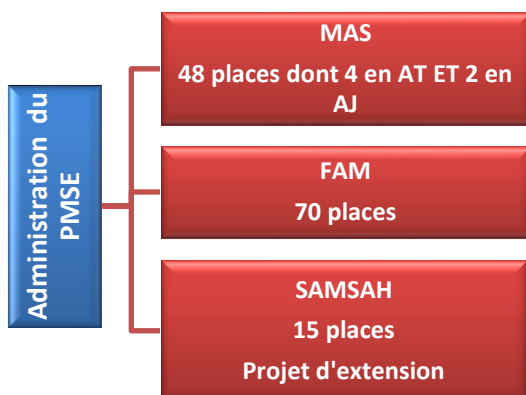 Administration du
PMSE
MAS
48 places dont 4 en AT ET 2 en
AJ
FAM
70 places
SAMSAH
15 places
Projet d'extension